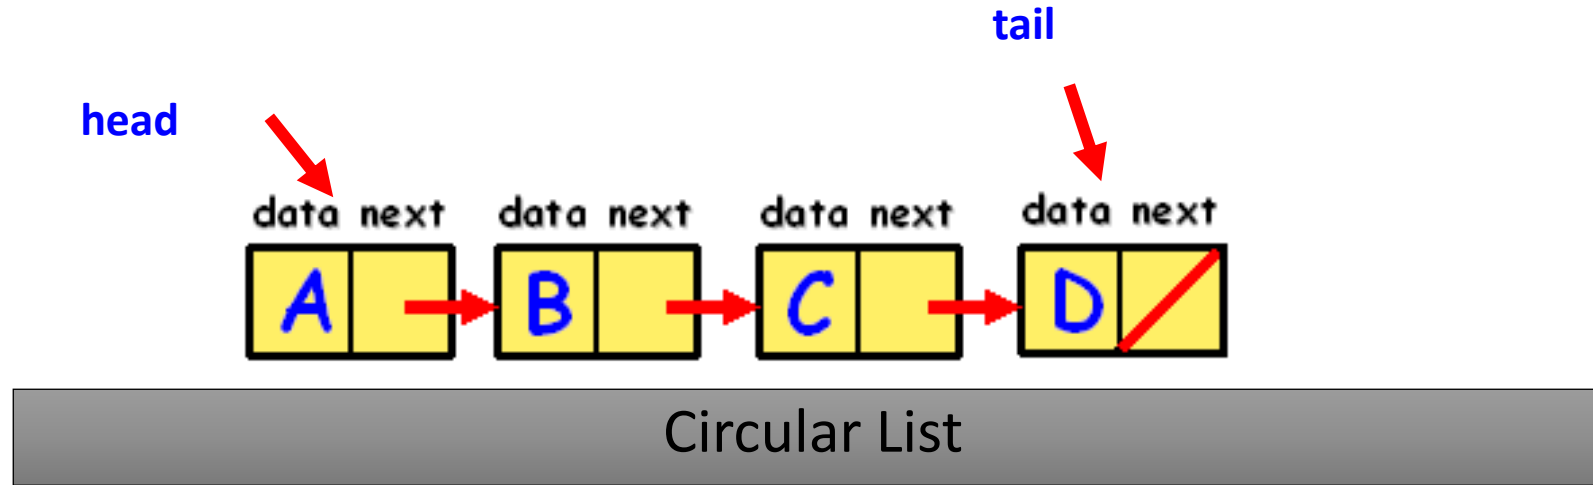 tail
head
data next data next data next data next
A B C D
Circular List